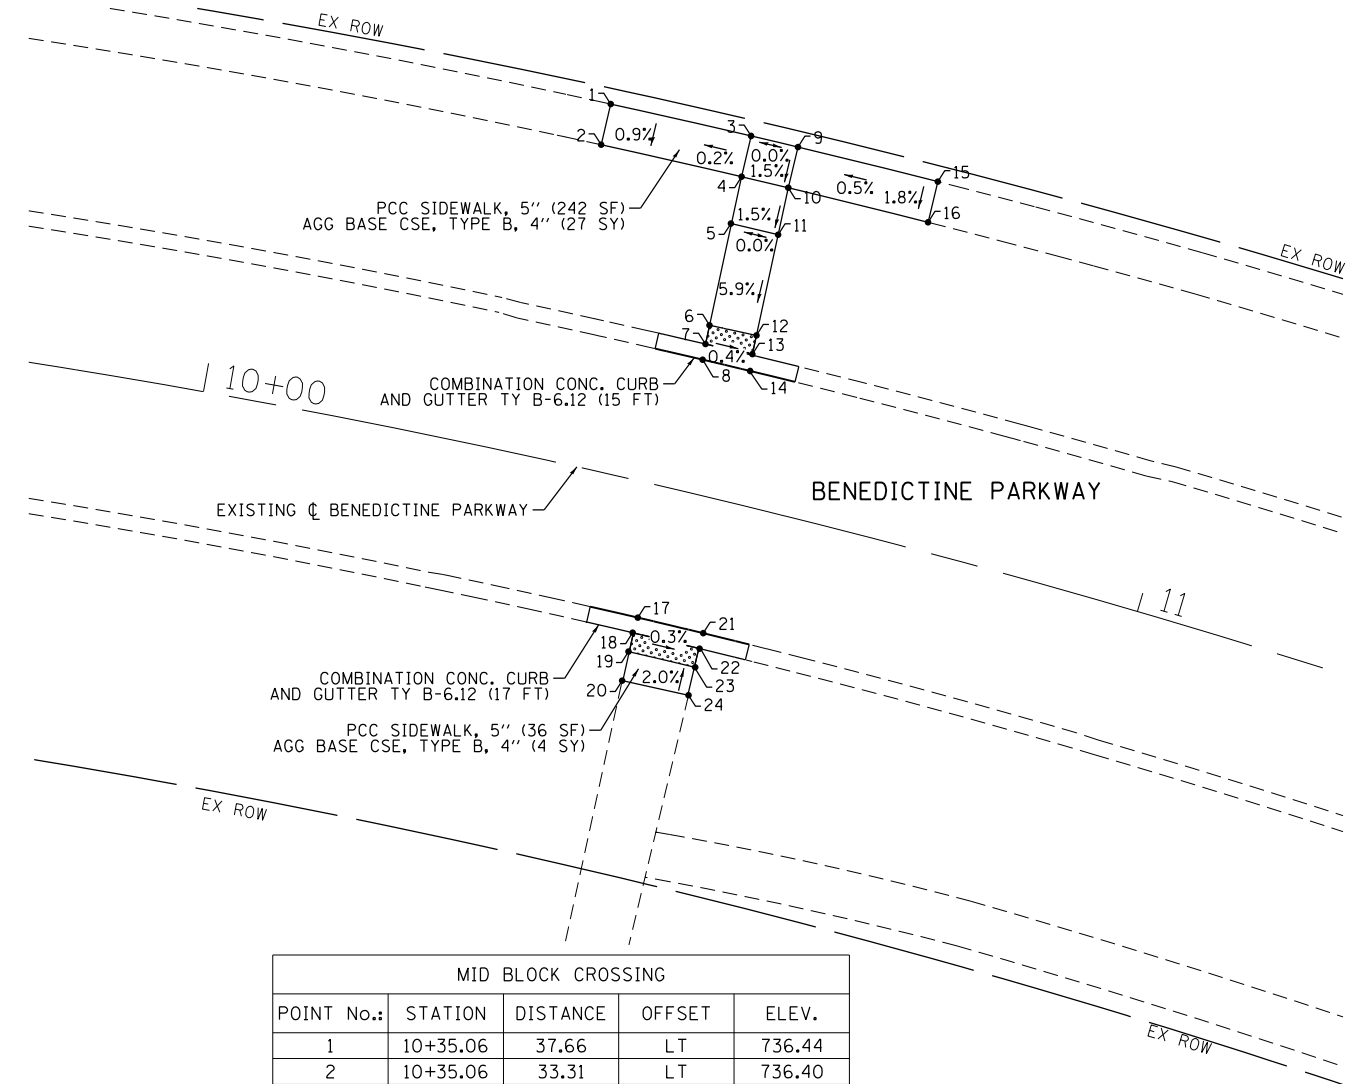 EX ROW
1
2
0.9%
0.2%
3
0.0%
1.5%
9
4
10
0.5%
1.8%
15
16
PCC SIDEWALK, 5'' (242 SF)
AGG BASE CSE, TYPE B, 4'' (27 SY)
5
1.5%
11
0.0%
EX ROW
5.9%
6
12
7
13
0.4%
8
14
10+00
COMBINATION CONC. CURB
AND GUTTER TY B-6.12 (15 FT)
BENEDICTINE PARKWAY
EXISTING ℄ BENEDICTINE PARKWAY
11
17
21
18
0.3%
19
22
20
2.0%
23
24
COMBINATION CONC. CURB
AND GUTTER TY B-6.12 (17 FT)
PCC SIDEWALK, 5'' (36 SF)
AGG BASE CSE, TYPE B, 4'' (4 SY)
EX ROW
EX ROW
MID BLOCK CROSSING
POINT No.: STATION DISTANCE OFFSET ELEV.
1 10+35.06 37.66 LT 736.44
2 10+35.06 33.31 LT 736.40